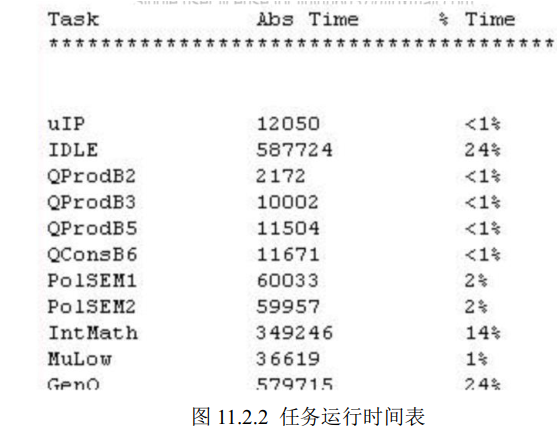 Task Abs Time % Time
****************************************
uIP 12050 <1%
IDLE 587724 24%
QProdB2 2172 <1%
QProdB3 10002 <1%
QProdB5 11504 <1%
QConsB6 11671 <1%
PolSEM1 60033 2%
PolSEM2 59957 2%
IntMath 349246 14%
MuLow 36619 1%
GenQ 579715 24%
图 11.2.2 任务运行时间表